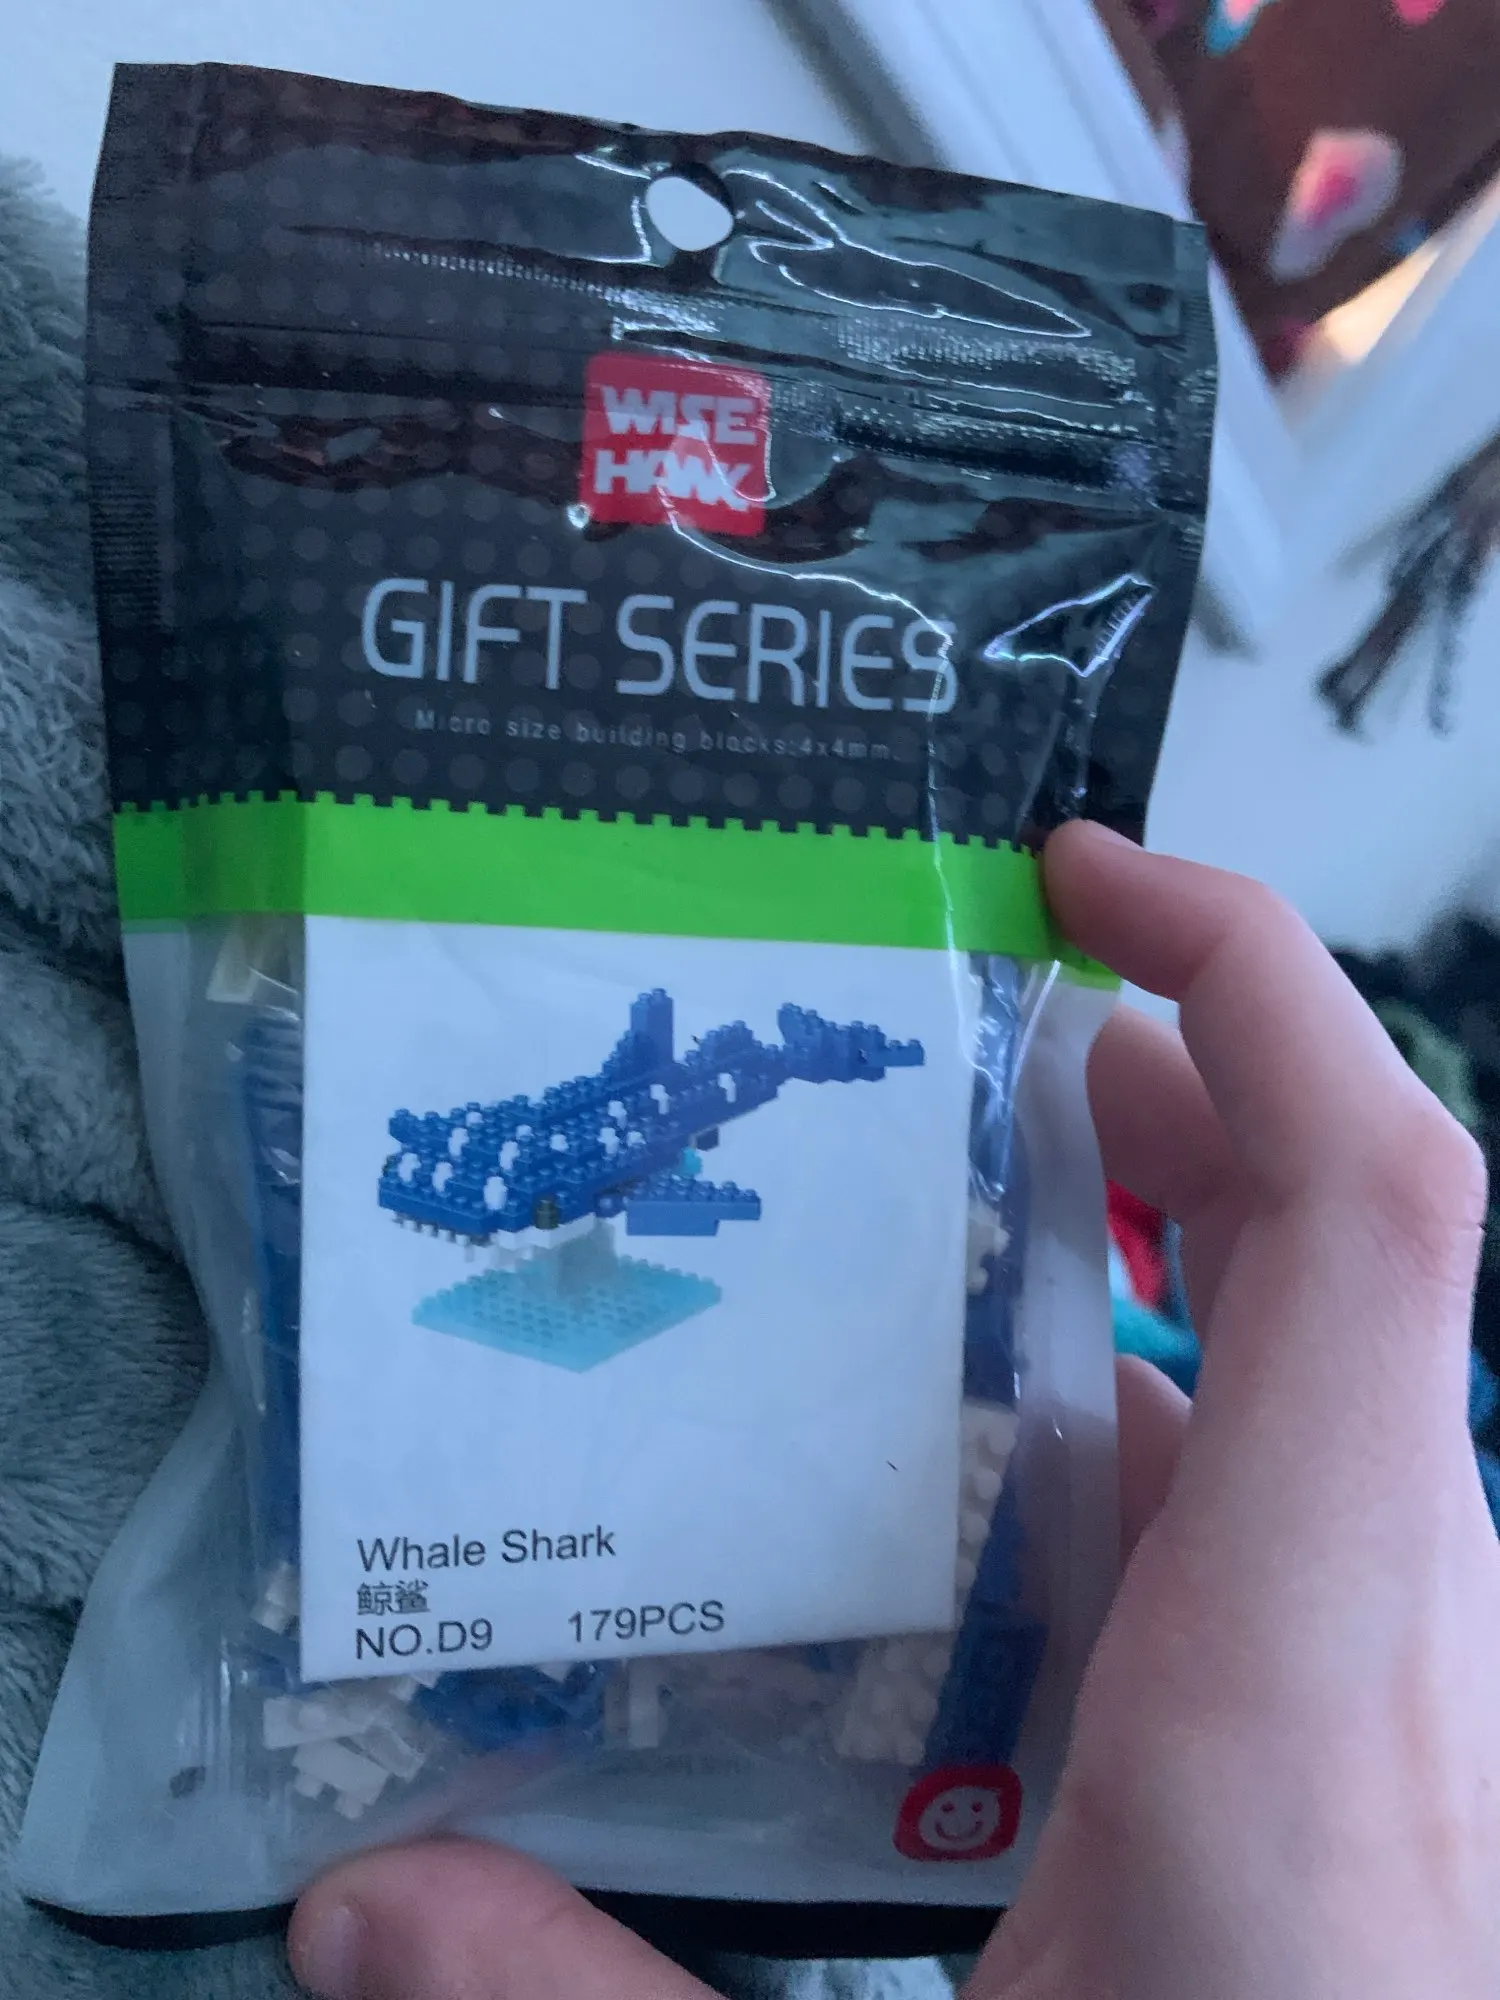 WISE
HAWK
GIFT SERIES
Micro size building blocks:4x4mm.
Whale Shark
鲸鲨
NO.D9 179PCS